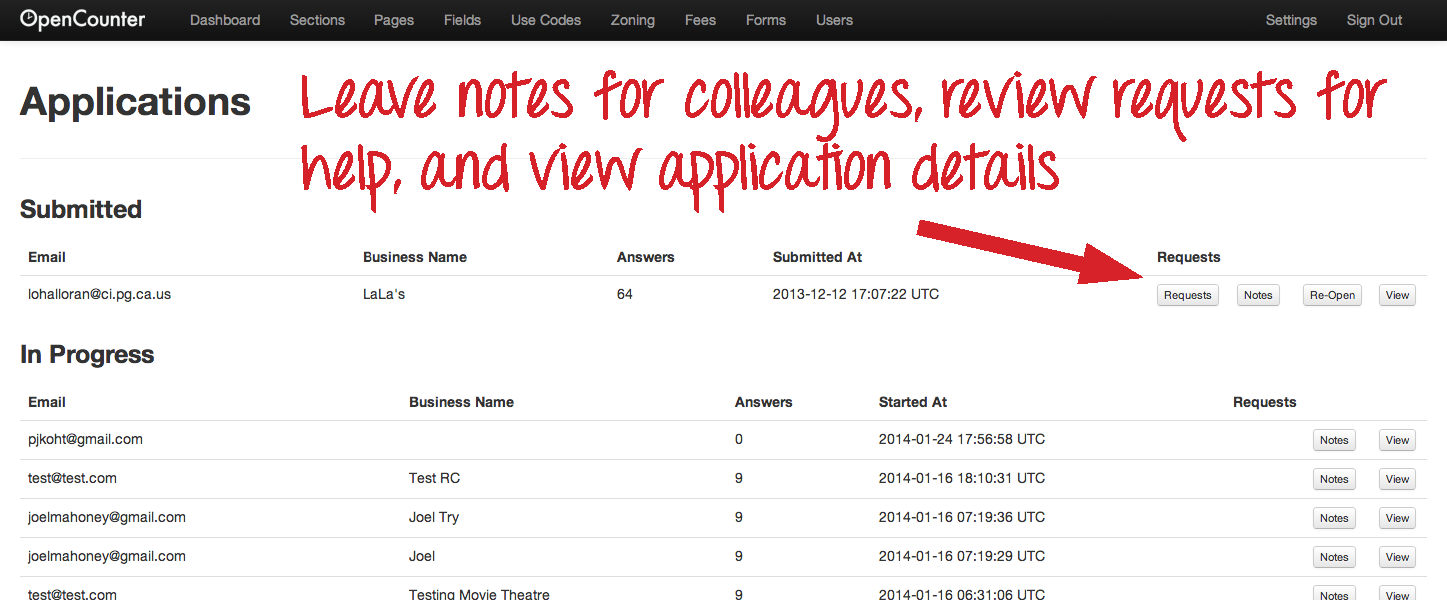 OpenCounter Dashboard Sections Pages Fields Use Codes Zoning Fees Forms Users Settings Sign Out
Applications
Leave notes for colleagues, review requests for
help, and view application details
Submitted
Email Business Name Answers Submitted At Requests
lohalloran@ci.pg.ca.us LaLa's 64 2013-12-12 17:07:22 UTC Requests Notes Re-Open View
In Progress
Email Business Name Answers Started At Requests
pjkoht@gmail.com 0 2014-01-24 17:56:58 UTC Notes View
test@test.com Test RC 9 2014-01-16 18:10:31 UTC Notes View
joelmahoney@gmail.com Joel Try 9 2014-01-16 07:19:36 UTC Notes View
joelmahoney@gmail.com Joel 9 2014-01-16 07:19:29 UTC Notes View
test@test.com Testing Movie Theatre 9 2014-01-16 06:31:06 UTC Notes View